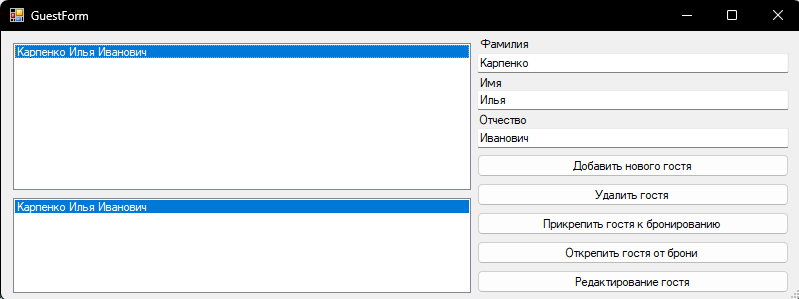 GuestForm
Карпенко Илья Иванович
Карпенко Илья Иванович
Фамилия
Карпенко
Имя
Илья
Отчество
Иванович
Добавить нового гостя
Удалить гостя
Прикрепить гостя к бронированию
Открепить гостя от брони
Редактирование гостя